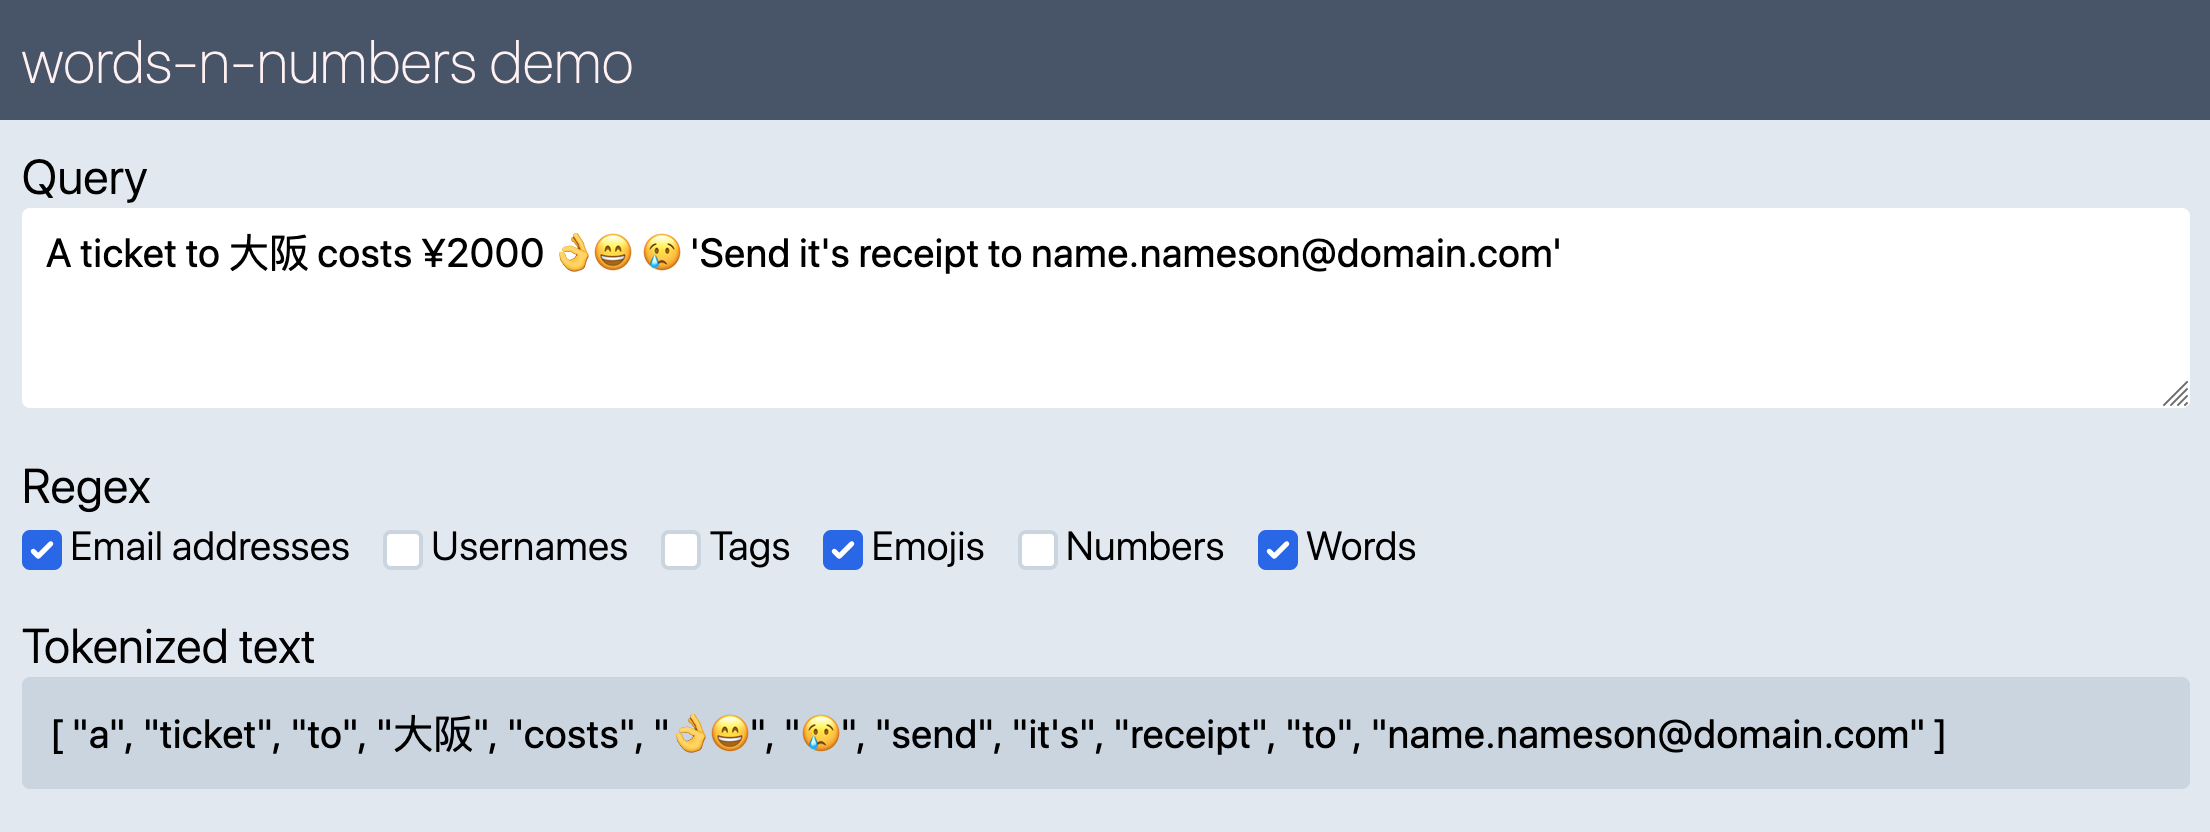 words-n-numbers demo
Query
A ticket to 大阪 costs ¥2000 👌😄 😢 'Send it's receipt to name.nameson@domain.com'
Regex
Email addresses Usernames Tags Emojis Numbers Words
Tokenized text
[ "a", "ticket", "to", "大阪", "costs", "👌😄", "😢", "send", "it's", "receipt", "to", "name.nameson@domain.com" ]